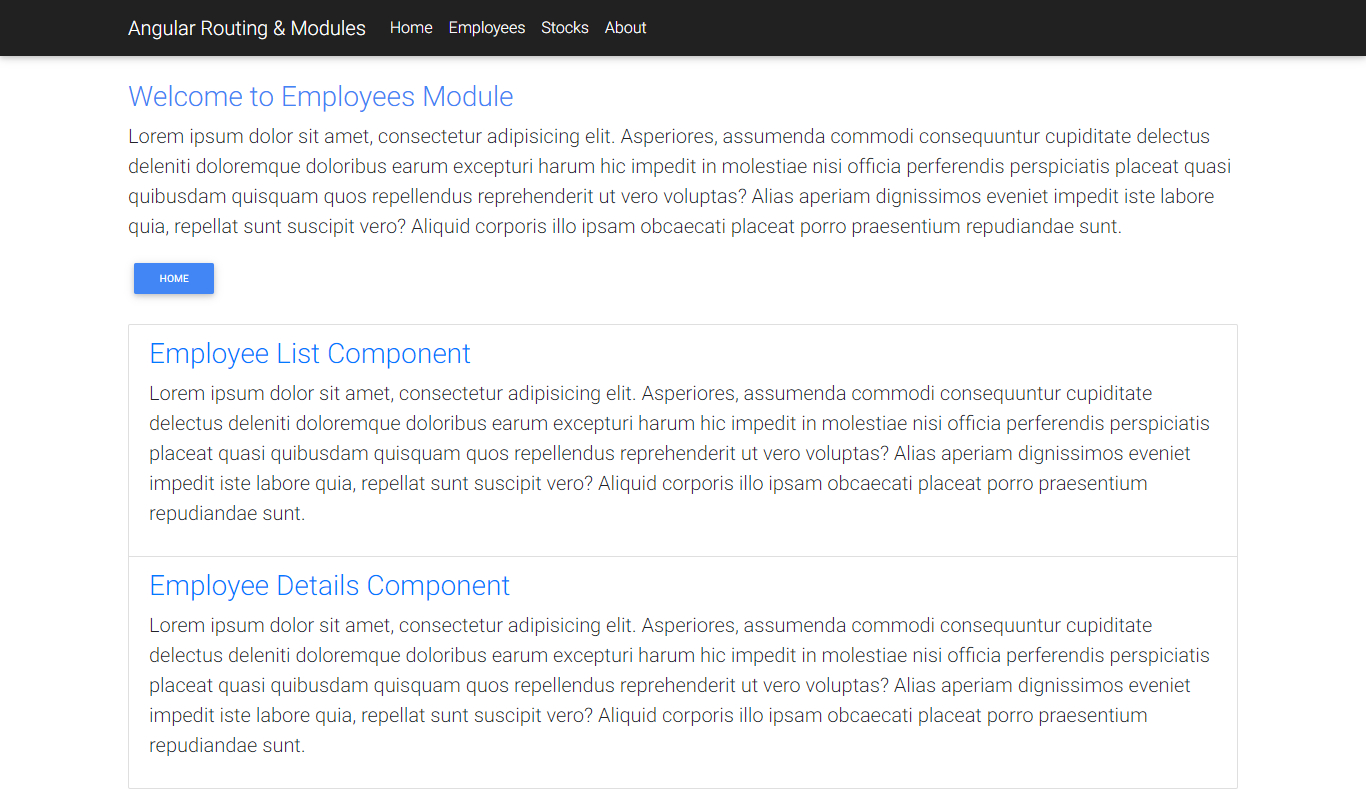 Angular Routing & Modules Home Employees Stocks About
Welcome to Employees Module
Lorem ipsum dolor sit amet, consectetur adipisicing elit. Asperiores, assumenda commodi consequuntur cupiditate delectus
deleniti doloremque doloribus earum excepturi harum hic impedit in molestiae nisi officia perferendis perspiciatis placeat quasi
quibusdam quisquam quos repellendus reprehenderit ut vero voluptas? Alias aperiam dignissimos eveniet impedit iste labore
quia, repellat sunt suscipit vero? Aliquid corporis illo ipsam obcaecati placeat porro praesentium repudiandae sunt.
HOME
Employee List Component
Lorem ipsum dolor sit amet, consectetur adipisicing elit. Asperiores, assumenda commodi consequuntur cupiditate
delectus deleniti doloremque doloribus earum excepturi harum hic impedit in molestiae nisi officia perferendis perspiciatis
placeat quasi quibusdam quisquam quos repellendus reprehenderit ut vero voluptas? Alias aperiam dignissimos eveniet
impedit iste labore quia, repellat sunt suscipit vero? Aliquid corporis illo ipsam obcaecati placeat porro praesentium
repudiandae sunt.
Employee Details Component
Lorem ipsum dolor sit amet, consectetur adipisicing elit. Asperiores, assumenda commodi consequuntur cupiditate
delectus deleniti doloremque doloribus earum excepturi harum hic impedit in molestiae nisi officia perferendis perspiciatis
placeat quasi quibusdam quisquam quos repellendus reprehenderit ut vero voluptas? Alias aperiam dignissimos eveniet
impedit iste labore quia, repellat sunt suscipit vero? Aliquid corporis illo ipsam obcaecati placeat porro praesentium
repudiandae sunt.